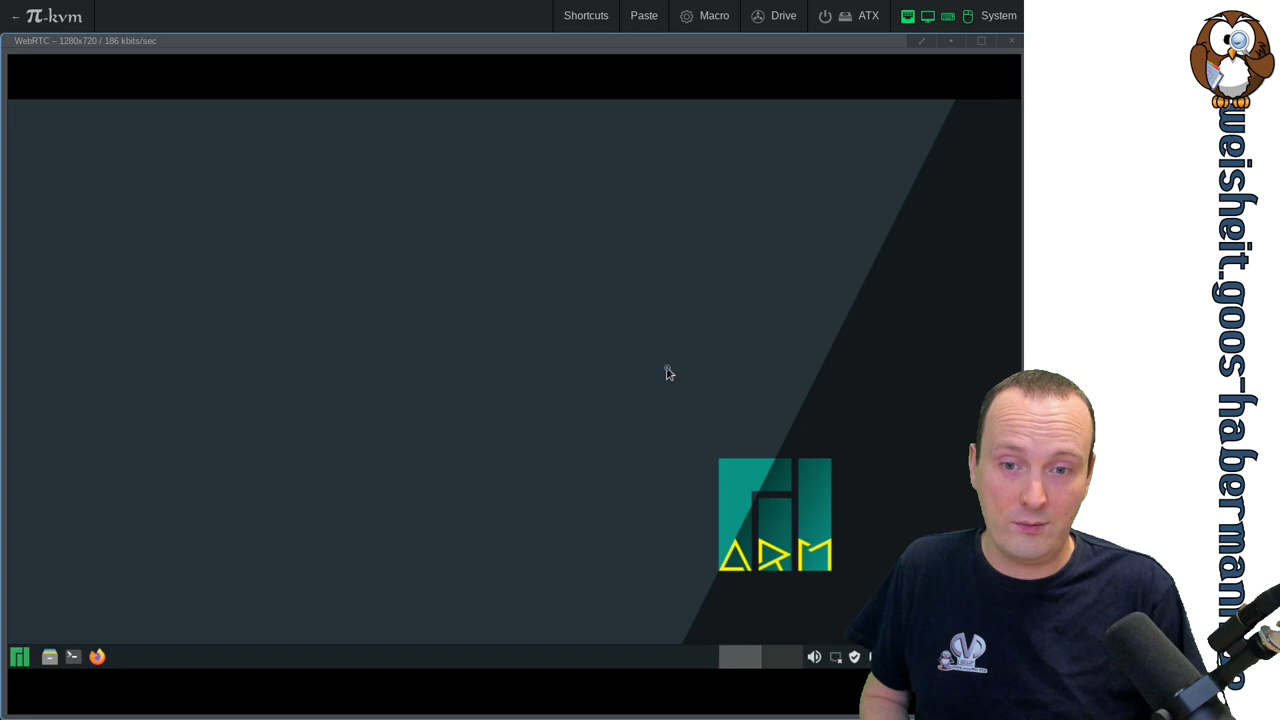 ← π-kvm
Shortcuts
Paste
Macro
Drive
ATX
System
WebRTC – 1280x720 / 186 kbits/sec
ARM
weisheit.goos-habermann.